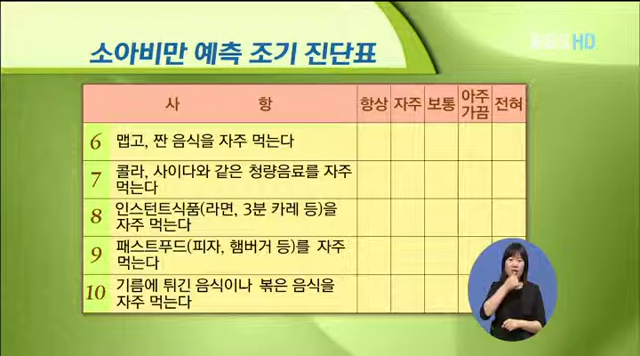 소아비만 예측 조기 진단표
HD
사 항 항상 자주 보통 아주 가끔 전혀
6 맵고, 짠 음식을 자주 먹는다
7 콜라, 사이다와 같은 청량음료를 자주
먹는다
8 인스턴트식품(라면, 3분 카레 등)을
자주 먹는다
9 패스트푸드(피자, 햄버거 등)를 자주
먹는다
10 기름에 튀긴 음식이나 볶은 음식을
자주 먹는다